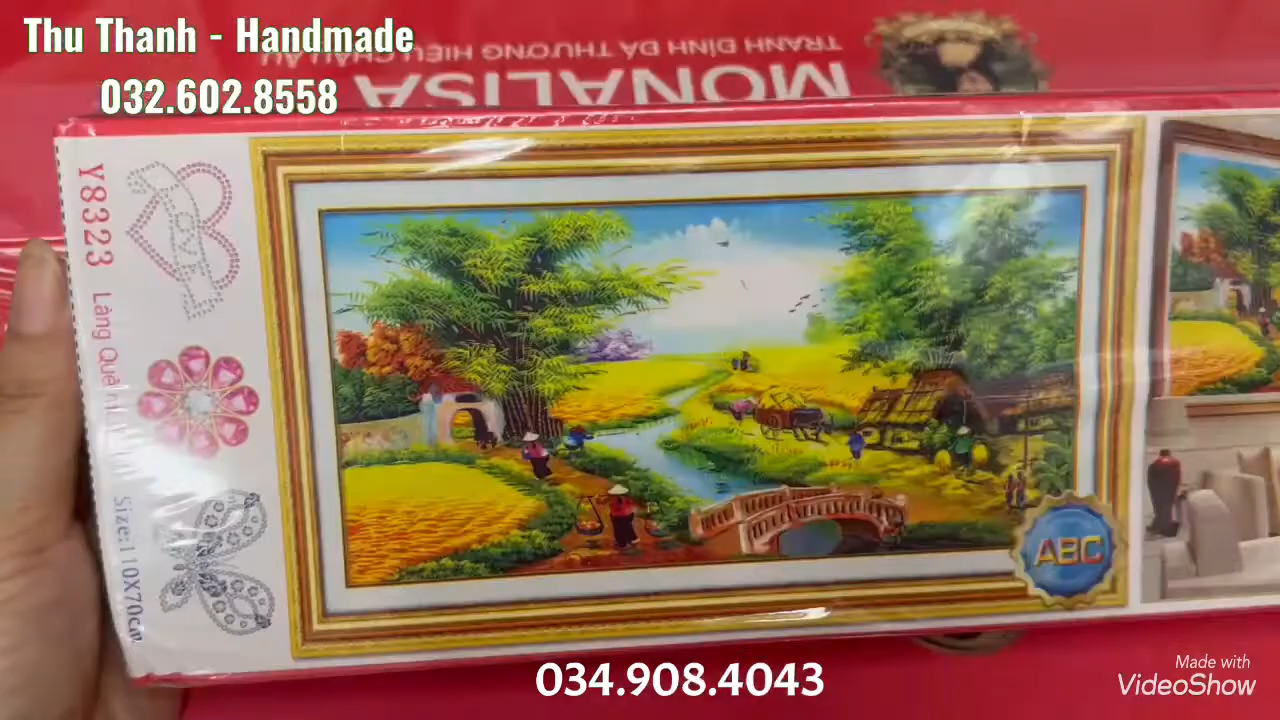 Thu Thanh - Handmade
032.602.8558
TRANH ĐÍNH ĐÁ THƯƠNG HIỆU CHÂU ÂU
MONALISA
Y8323
Làng Quê
Size:110X70cm
ABC
034.908.4043
Made with
VideoShow